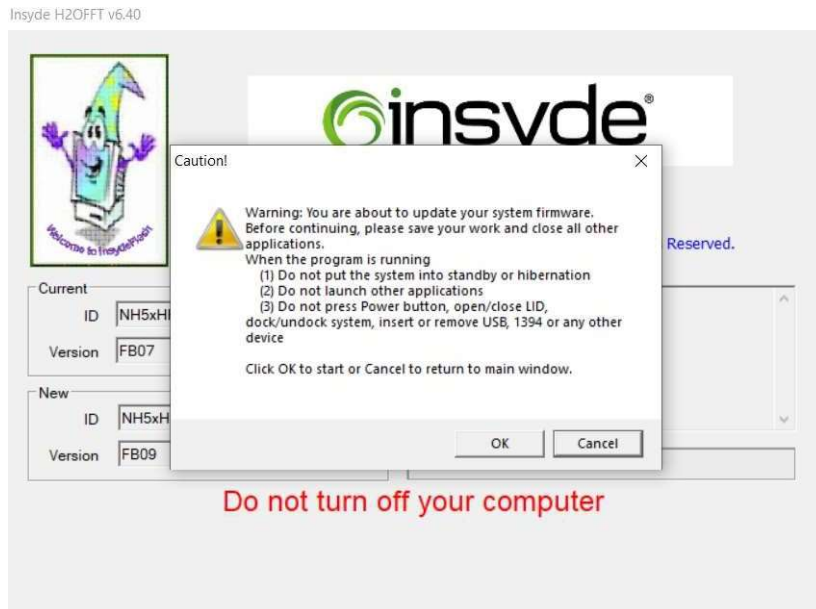 Insyde H2OFFT v6.40
insyde®
Caution!
Warning: You are about to update your system firmware.
Before continuing, please save your work and close all other
applications.
When the program is running
(1) Do not put the system into standby or hibernation
(2) Do not launch other applications
(3) Do not press Power button, open/close LID,
dock/undock system, insert or remove USB, 1394 or any other
device
Click OK to start or Cancel to return to main window.
OK Cancel
Welcome to InsydeFlash
Reserved.
Current
ID NH5xH
Version FB07
New
ID NH5xH
Version FB09
Do not turn off your computer